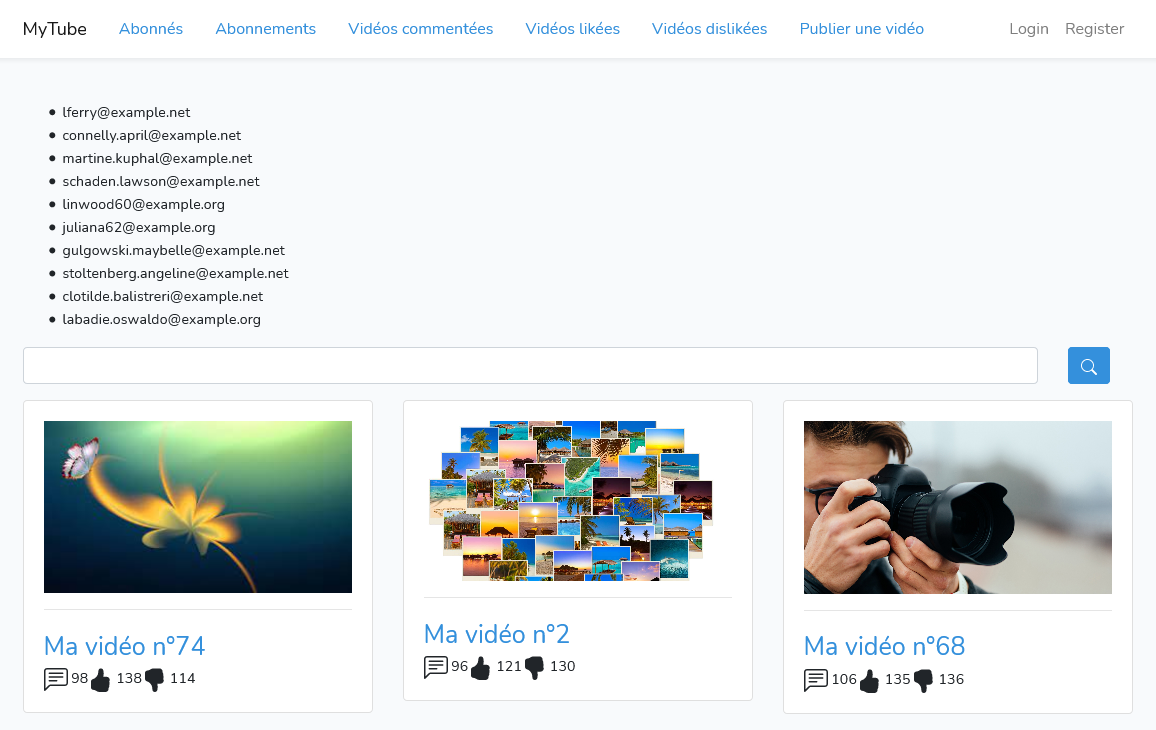 MyTube Abonnés Abonnements Vidéos commentées Vidéos likées Vidéos dislikées Publier une vidéo Login Register
lferry@example.net
connelly.april@example.net
martine.kuphal@example.net
schaden.lawson@example.net
linwood60@example.org
juliana62@example.org
gulgowski.maybelle@example.net
stoltenberg.angeline@example.net
clotilde.balistreri@example.net
labadie.oswaldo@example.org
Ma vidéo n°74
98 138 114
Ma vidéo n°2
96 121 130
Ma vidéo n°68
106 135 136